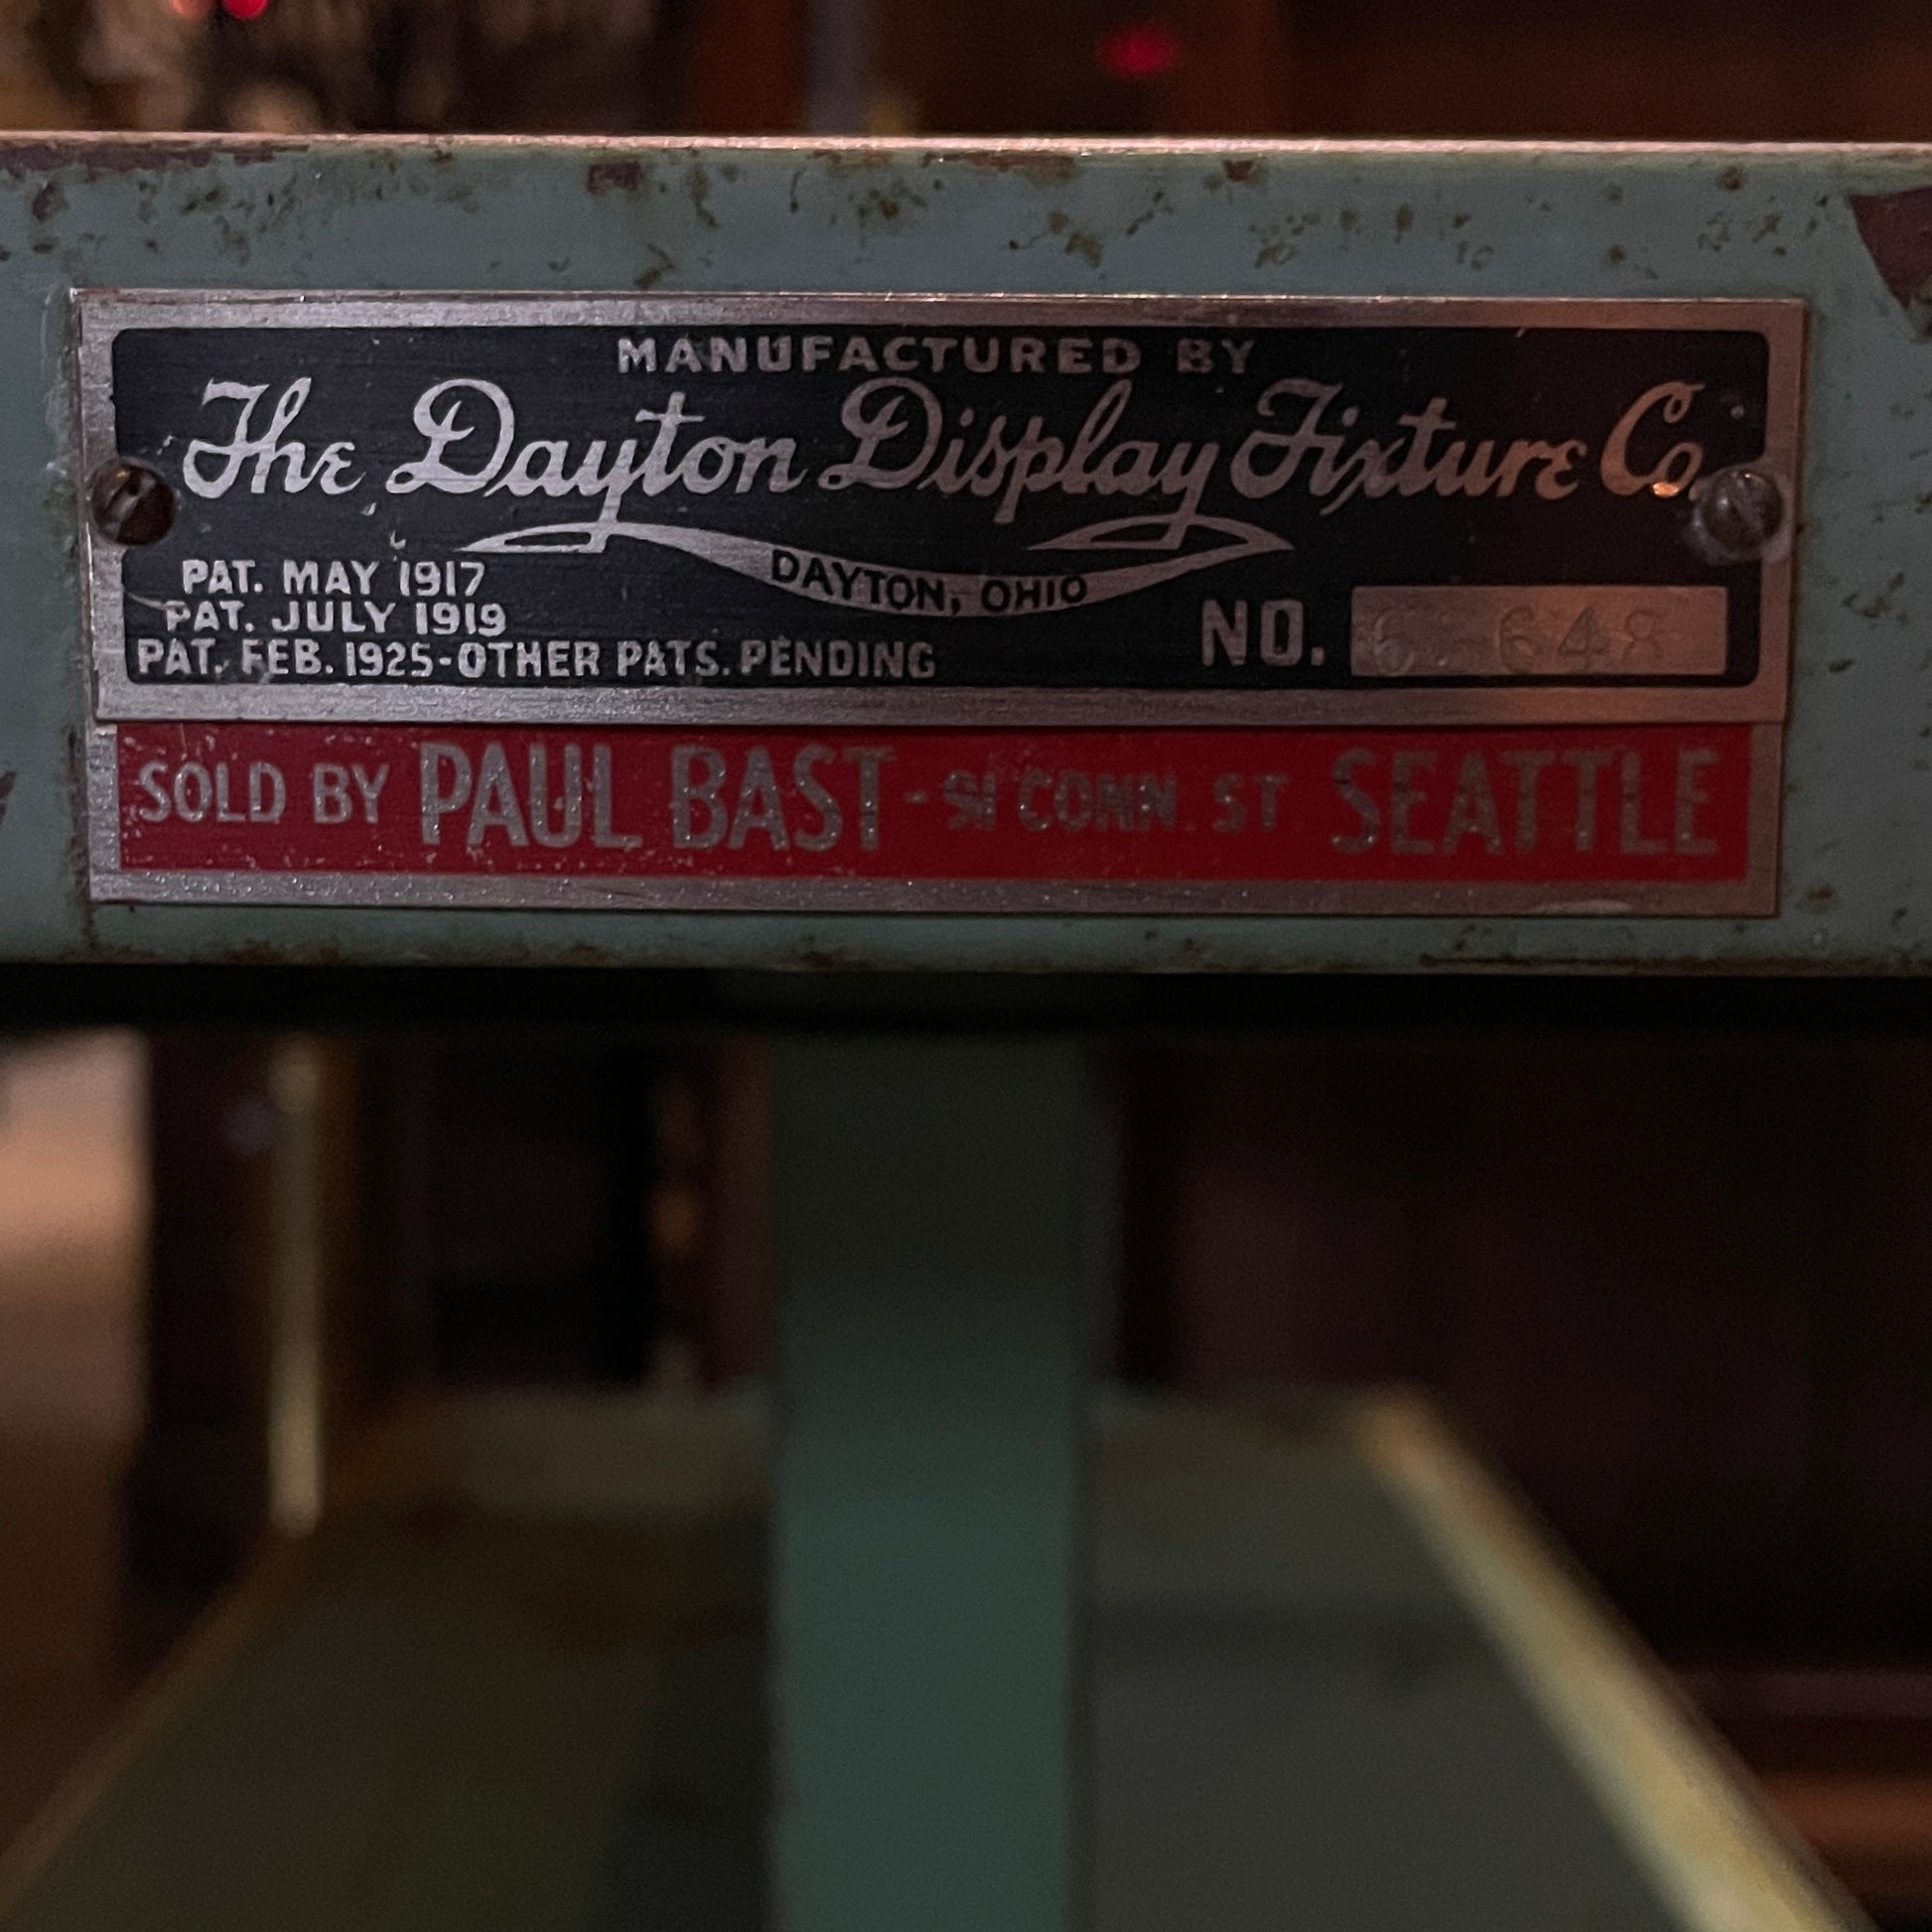 MANUFACTURED BY
The Dayton Display Fixture Co.
DAYTON, OHIO
PAT. MAY 1917
PAT. JULY 1919
PAT. FEB. 1925-OTHER PATS. PENDING
NO.
SOLD BY PAUL BAST - 91 CONN. ST SEATTLE